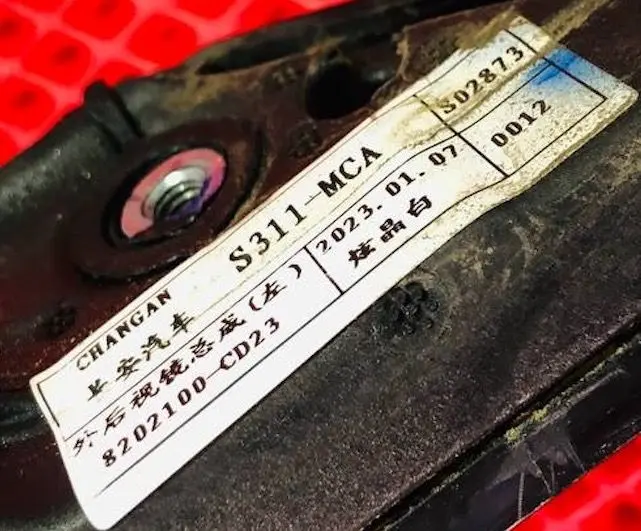 CHANGAN
长安汽车
S311-MCA
S02873
外后视镜总成(左)
2023.01.07
0012
8202100-CD23
炫晶白